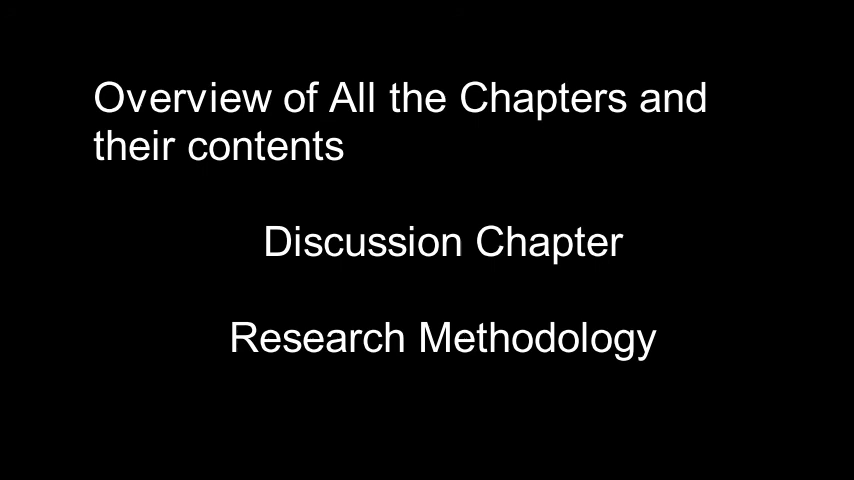 Overview of All the Chapters and
their contents
Discussion Chapter
Research Methodology